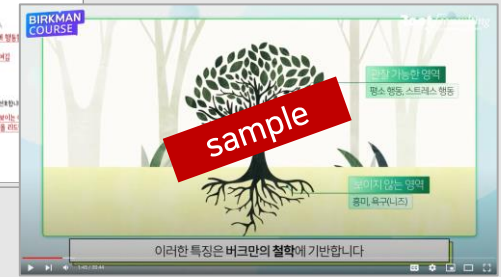 BIRKMAN
COURSE
관찰 가능한 영역
평소 행동, 스트레스 행동
sample
보이지 않는 영역
흥미, 욕구(니즈)
이러한 특징은 버크만의 철학에 기반합니다